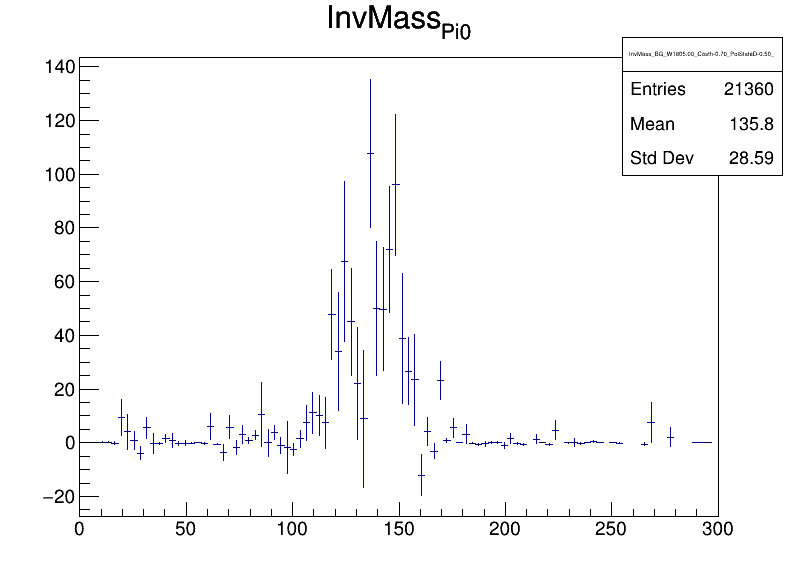 InvMass_Pi0
InvMass_BG_W1805.00_Costh-0.70_PolStateD-0.50_
Entries 21360
Mean 135.8
Std Dev 28.59
140
120
100
80
60
40
20
0
−20
0 50 100 150 200 250 300